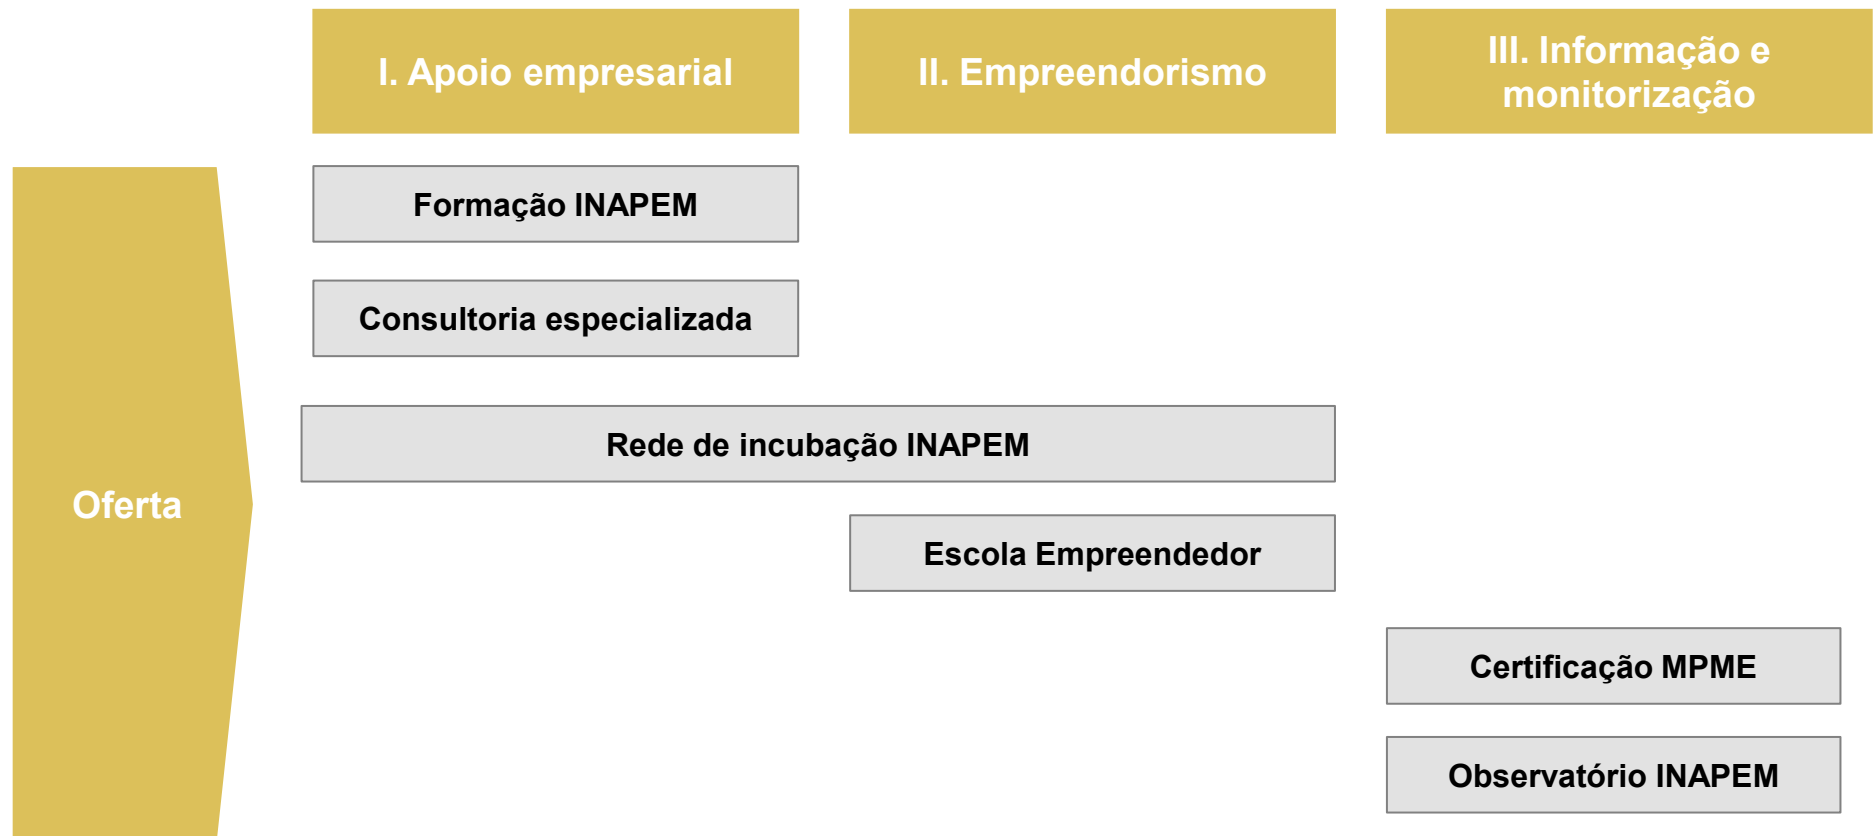 I. Apoio empresarial
II. Empreendorismo
III. Informação e
monitorização
Oferta
Formação INAPEM
Consultoria especializada
Rede de incubação INAPEM
Escola Empreendedor
Certificação MPME
Observatório INAPEM